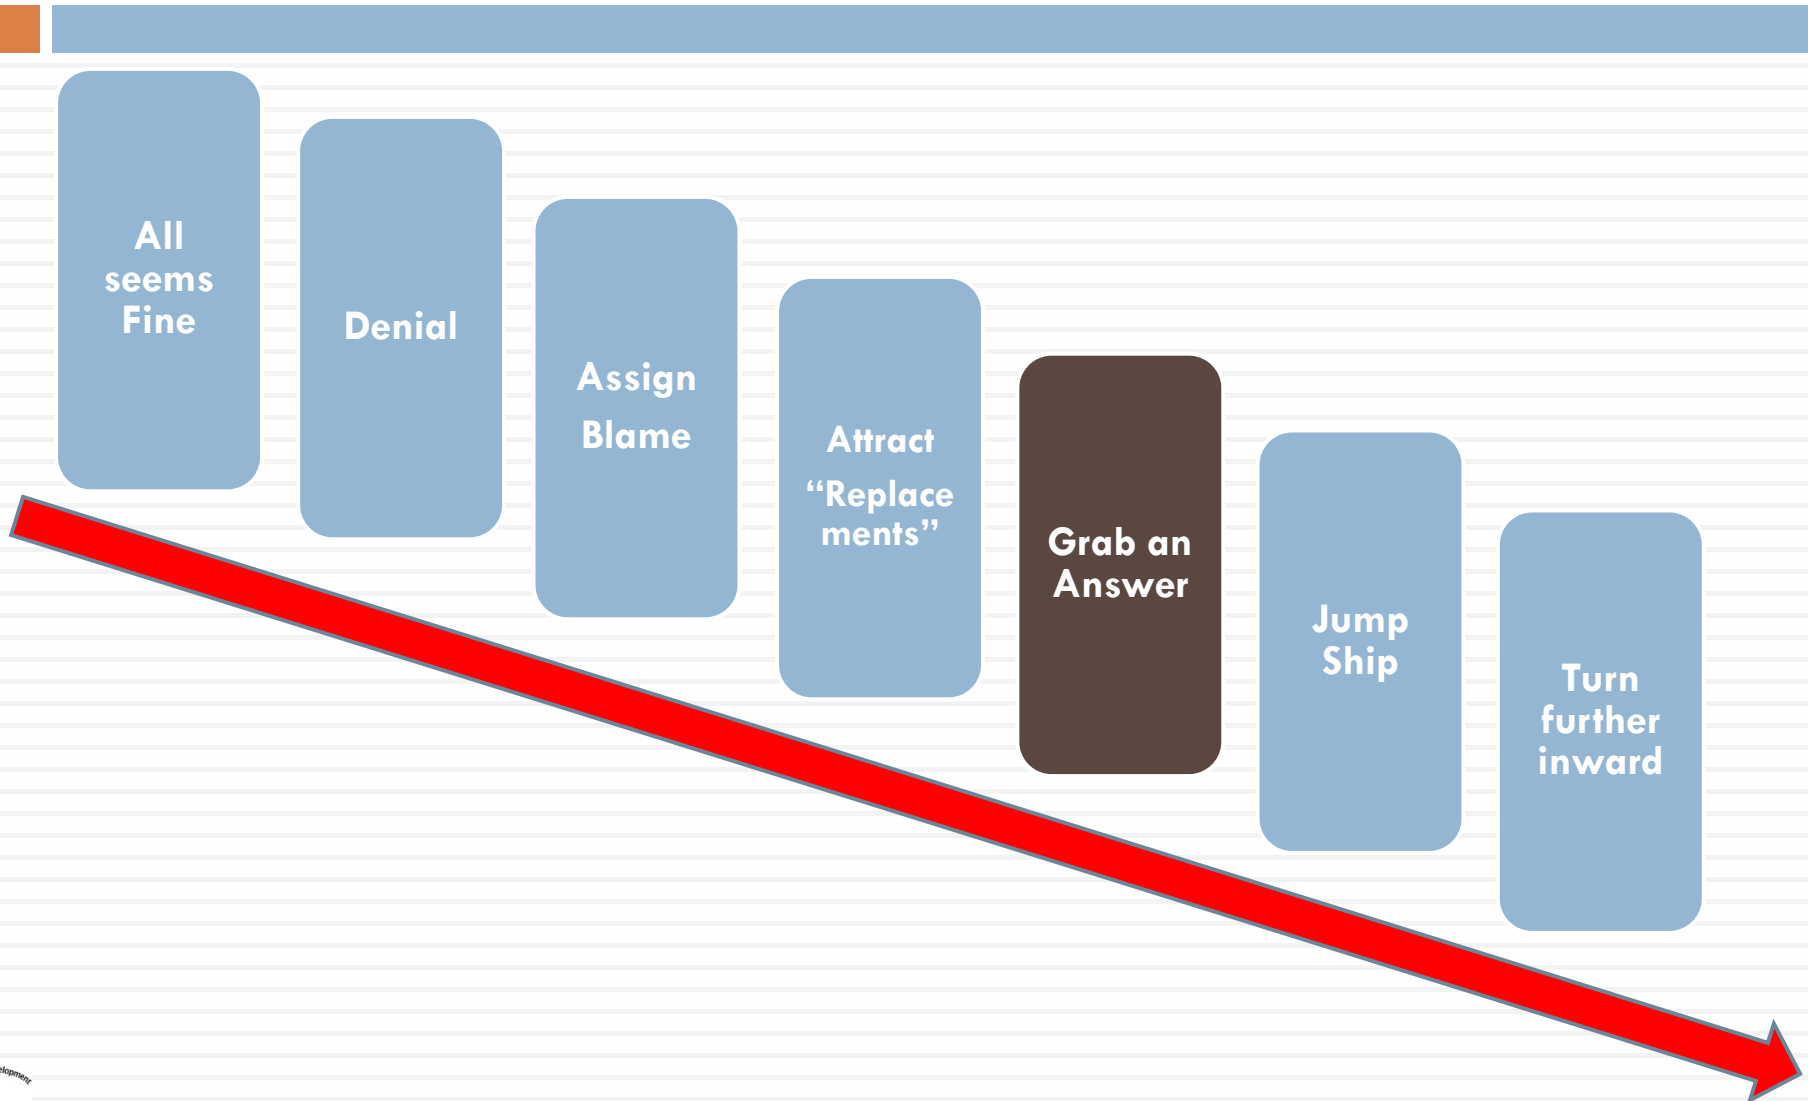 All
seems
Fine
Denial
Assign
Blame
Attract
“Replace
ments”
Grab an
Answer
Jump
Ship
Turn
further
inward